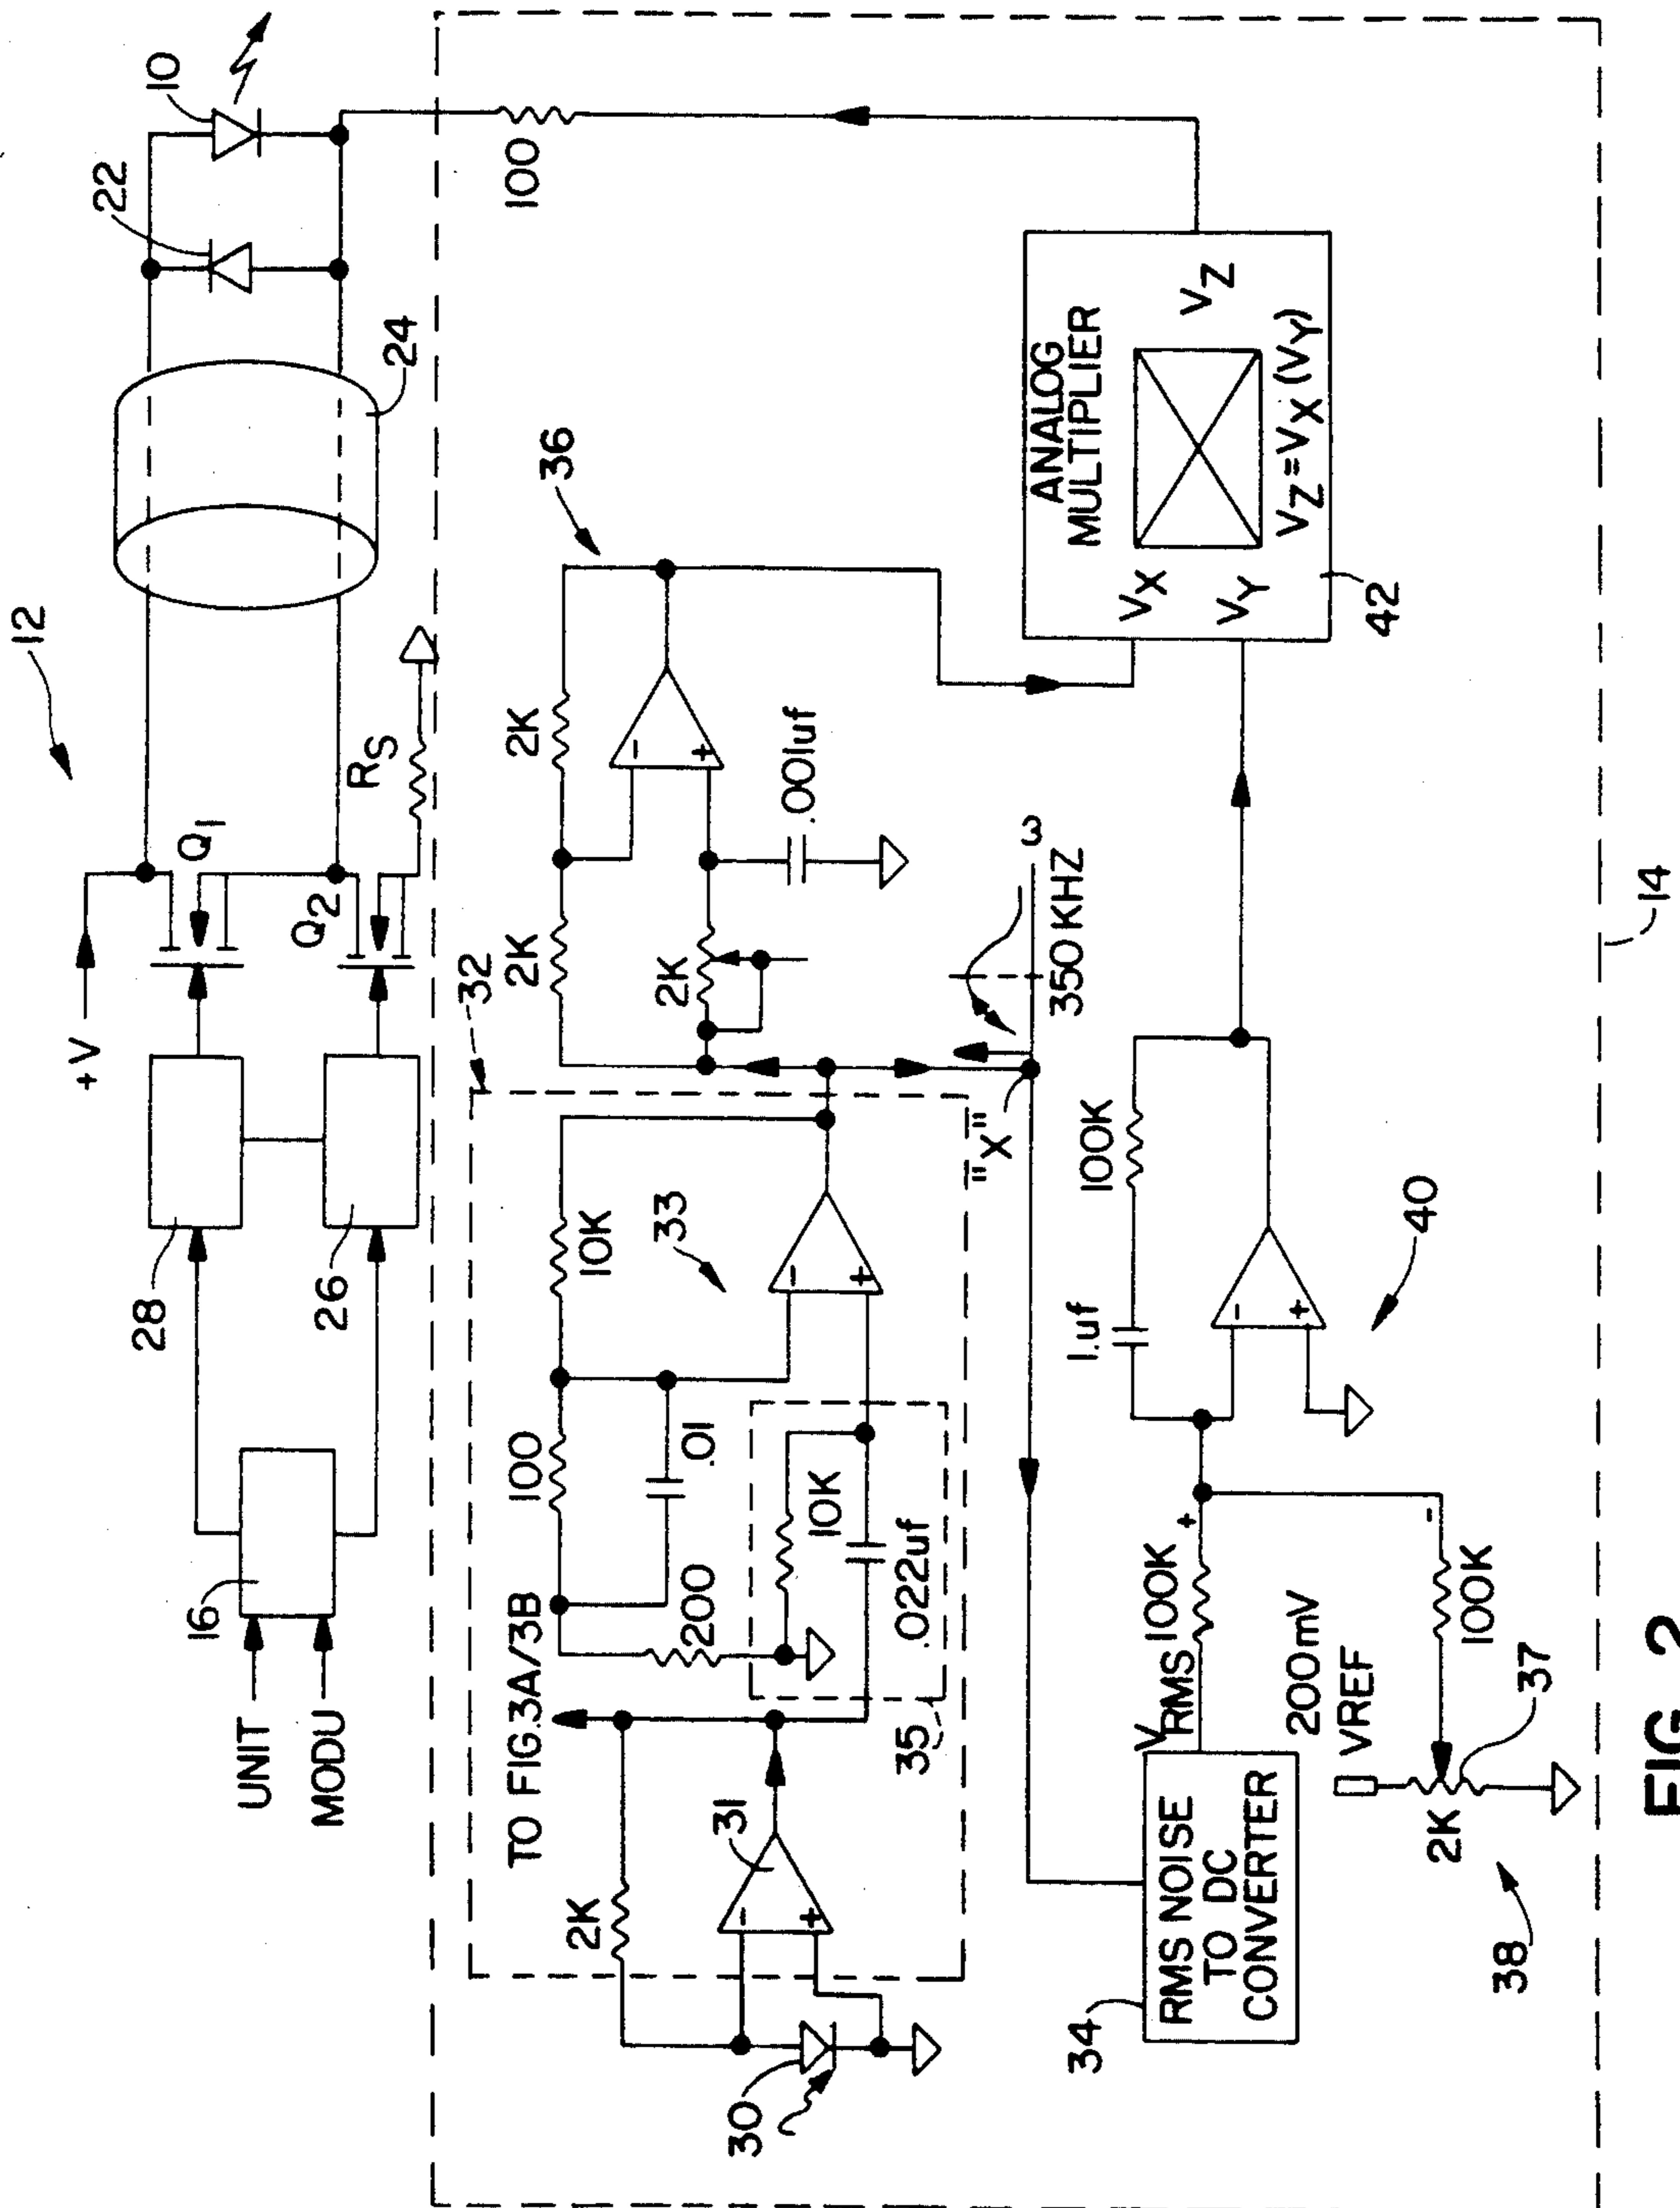 12
+V
28
Q1
16
UNIT
MODU
26
Q2
RS
24
22
10
32
TO FIG.3A/3B
100
10K
.01
33
2K
200
31
10K
.022uf
35
30
36
2K
2K
2K
.001uf
100
"X"
350KHZ
ω
34
RMS NOISE
TO DC
CONVERTER
VRMS
100K
+
-
1.uf
100K
200mV
VREF
100K
2K
37
38
40
-
+
-
+
-
+
-
+
ANALOG
MULTIPLIER
VX
VY
VZ
VZ=VX(VY)
42
14
FIG. 2